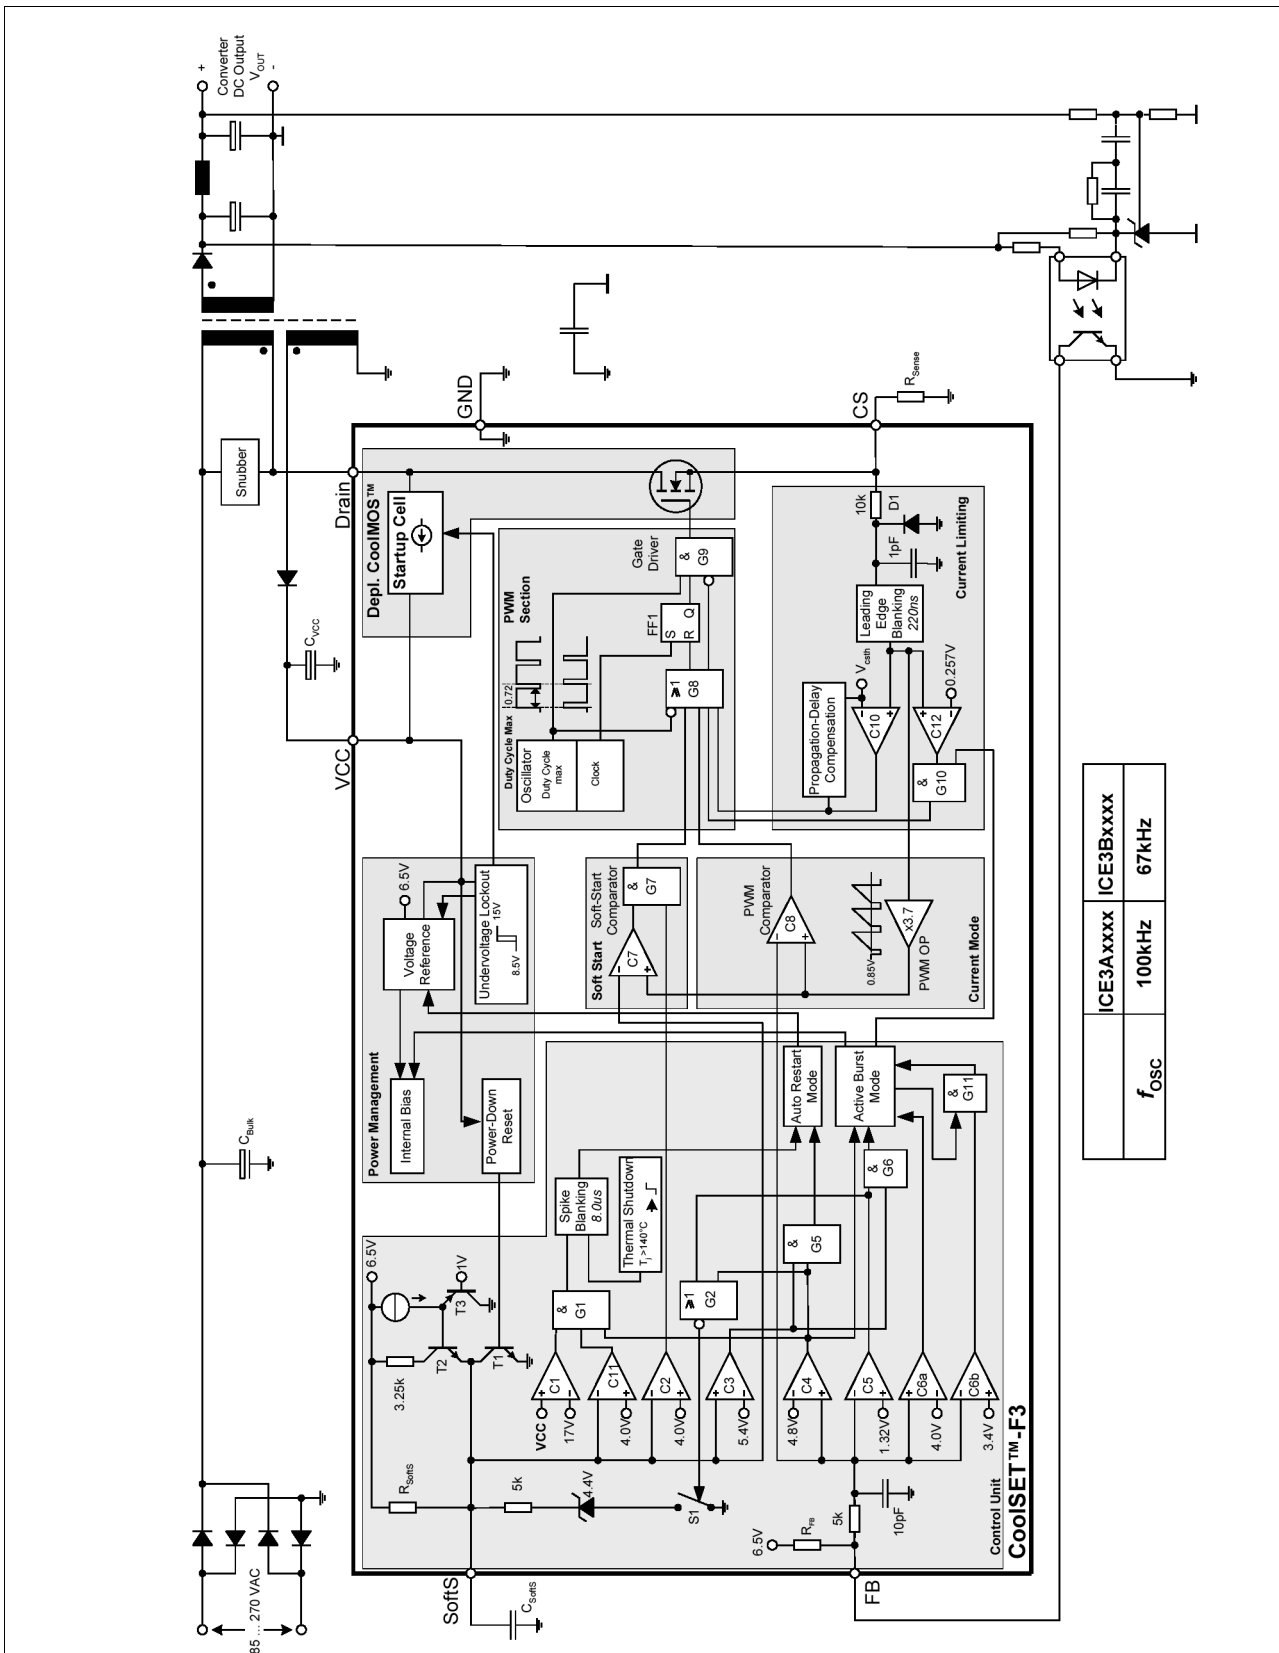 +
Converter
DC Output
VOUT
-
Snubber
CVCC
CBulk
85 ... 270 VAC
Drain
GND
CS
RSense
VCC
SoftS
CSoftS
FB
Depl. CoolMOS™
Startup Cell
PWM
Section
0.72
Duty Cycle Max
Oscillator
Duty Cycle
max
Clock
Gate
Driver
&
G9
FF1
S
R
Q
≥1
G8
10k
D1
1pF
Leading
Edge
Blanking
220ns
Current Limiting
Vcsth
Propagation-Delay
Compensation
C10
+
-
C12
+
-
0.257V
&
G10
Power Management
6.5V
Voltage
Reference
Undervoltage Lockout
15V
8.5V
Internal Bias
Power-Down
Reset
Soft Start
Soft-Start
Comparator
&
G7
C7
PWM
Comparator
C8
0.85V
x3.7
PWM OP
Current Mode
Auto Restart
Mode
Active Burst
Mode
&
G11
&
G6
&
G5
Spike
Blanking
8.0us
Thermal Shutdown
Tj >140°C
≥1
G2
&
G1
6.5V
1V
T3
T2
T1
3.25k
RSoftS
5k
4.4V
S1
C1
VCC
17V
C11
4.0V
C2
4.0V
C3
5.4V
C4
4.8V
C5
1.32V
C6a
4.0V
C6b
3.4V
6.5V
RFB
5k
10pF
Control Unit
CoolSET™-F3
ICE3Axxxx ICE3Bxxxx
fOSC 100kHz 67kHz